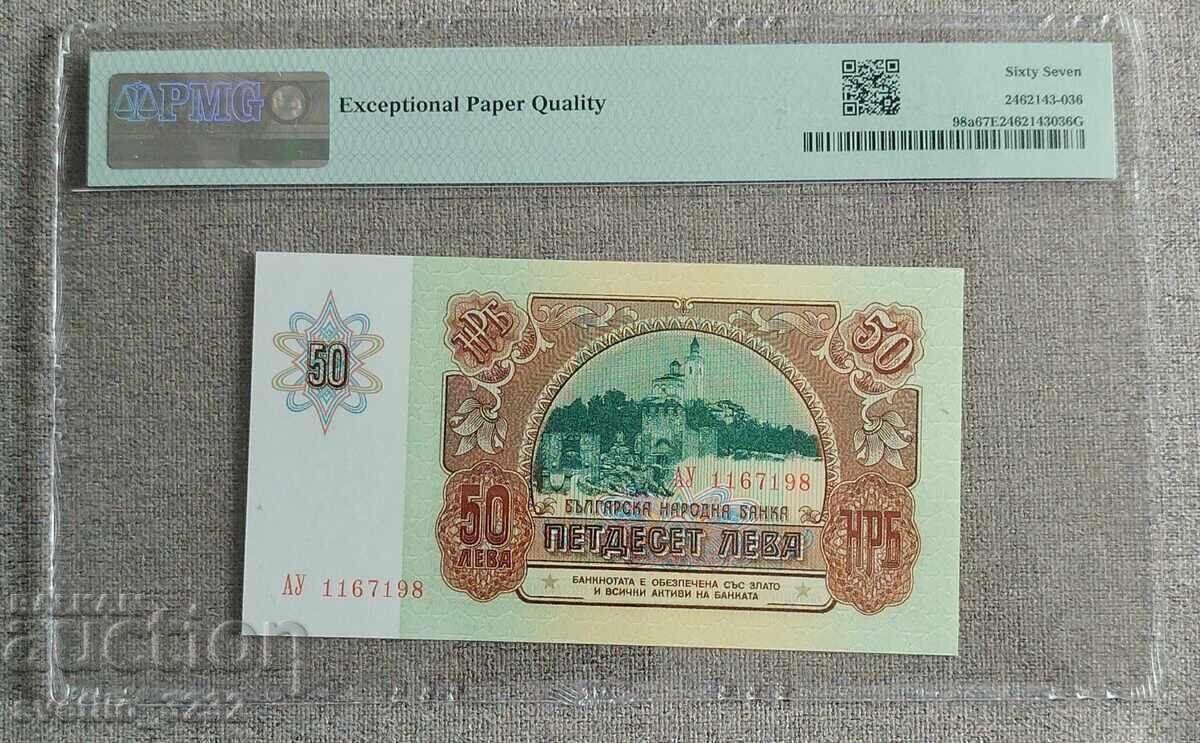 PMG
Exceptional Paper Quality
Sixty Seven
2462143-036
98a67E2462143036G
50
НРБ
50
АУ 1167198
БЪЛГАРСКА НАРОДНА БАНКА
ПЕТДЕСЕТ ЛЕВА
50
ЛЕВА
НРБ
БАНКНОТАТА Е ОБЕЗПЕЧЕНА СЪС ЗЛАТО
И ВСИЧКИ АКТИВИ НА БАНКАТА
АУ 1167198
auction